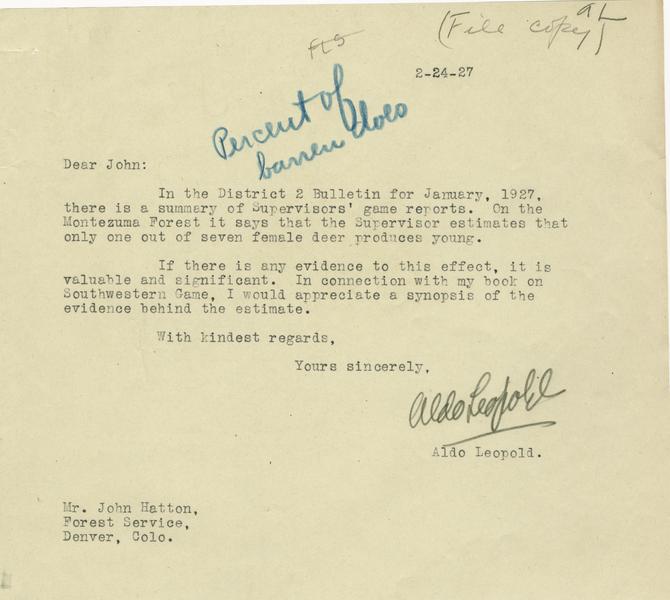 (File copy) AL
2-24-27
Percent of
barren does
Dear John:
In the District 2 Bulletin for January, 1927,
there is a summary of Supervisors' game reports. On the
Montezuma Forest it says that the Supervisor estimates that
only one out of seven female deer produces young.
If there is any evidence to this effect, it is
valuable and significant. In connection with my book on
Southwestern Game, I would appreciate a synopsis of the
evidence behind the estimate.
With kindest regards,
Yours sincerely,
Aldo Leopold
Aldo Leopold.
Mr. John Hatton,
Forest Service,
Denver, Colo.